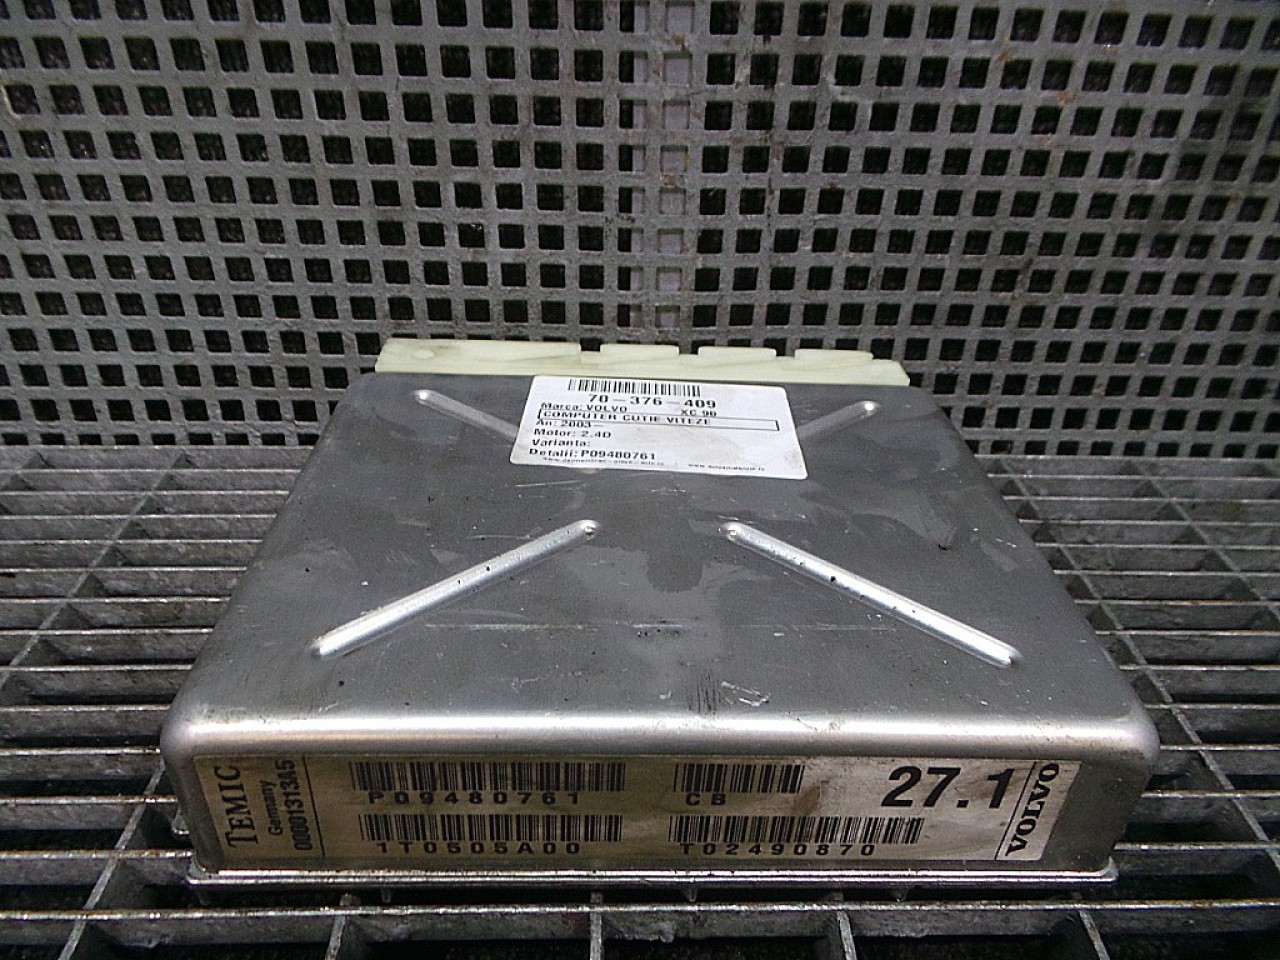 70-376-409
Marca: VOLVO XC 90
COMPUTER CUTIE VITEZE
An: 2003-
Motor: 2.4D
Varianta:
Detalii: P09480761
TEMIC
Germany
00001313A5
P09480761
CB
27.1
1T0505A00
T02490870
VOLVO